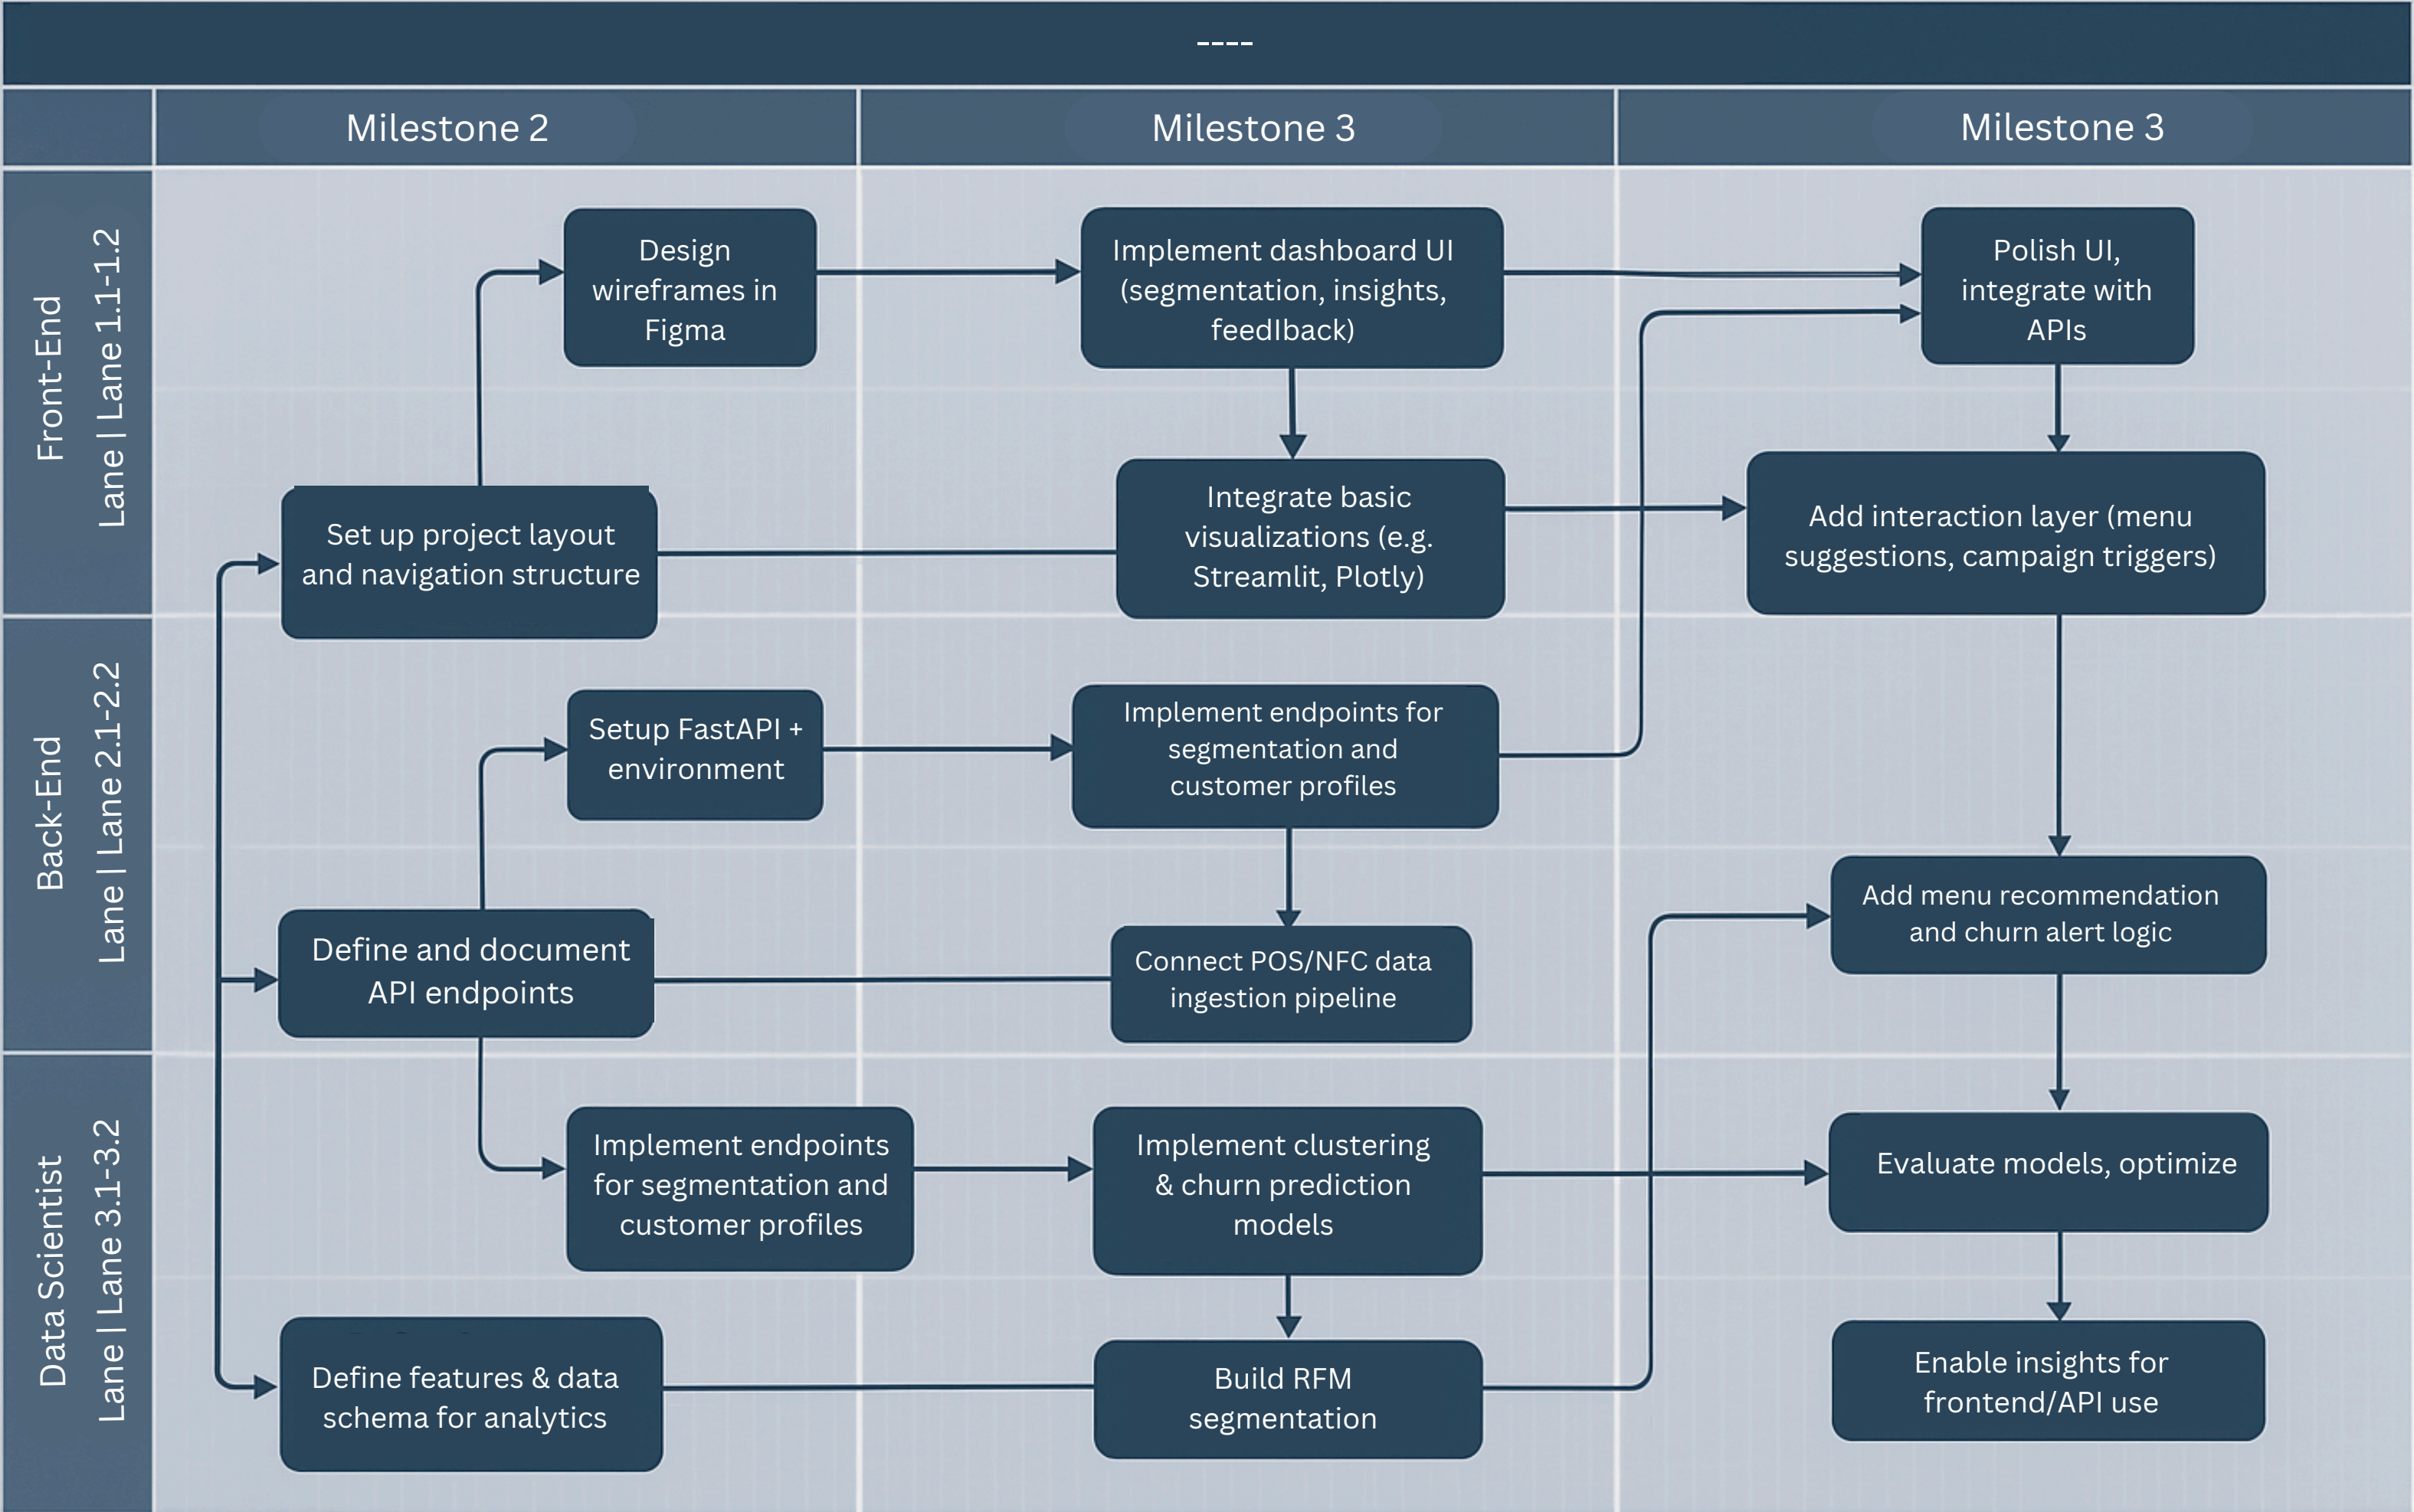 ----
Milestone 2
Milestone 3
Milestone 3
Front-End
Lane | Lane 1.1-1.2
Design
wireframes in
Figma
Implement dashboard UI
(segmentation, insights,
feedlback)
Polish UI,
integrate with
APIs
Set up project layout
and navigation structure
Integrate basic
visualizations (e.g.
Streamlit, Plotly)
Add interaction layer (menu
suggestions, campaign triggers)
Back-End
Lane | Lane 2.1-2.2
Setup FastAPI +
environment
Implement endpoints for
segmentation and
customer profiles
Define and document
API endpoints
Connect POS/NFC data
ingestion pipeline
Add menu recommendation
and churn alert logic
Data Scientist
Lane | Lane 3.1-3.2
Implement endpoints
for segmentation and
customer profiles
Implement clustering
& churn prediction
models
Evaluate models, optimize
Define features & data
schema for analytics
Build RFM
segmentation
Enable insights for
frontend/API use